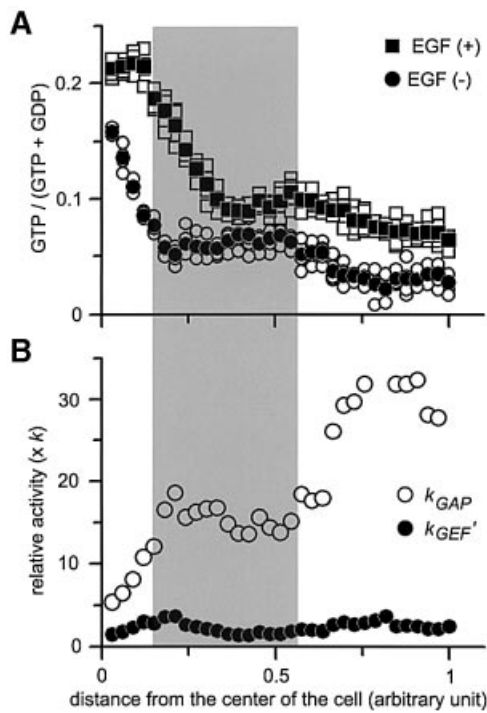 A
EGF (+)
EGF (-)
GTP / (GTP + GDP)
0.2
0.1
0
B
relative activity (x k)
30
20
10
0
kGAP
kGEF'
0 0.5 1
distance from the center of the cell (arbitrary unit)